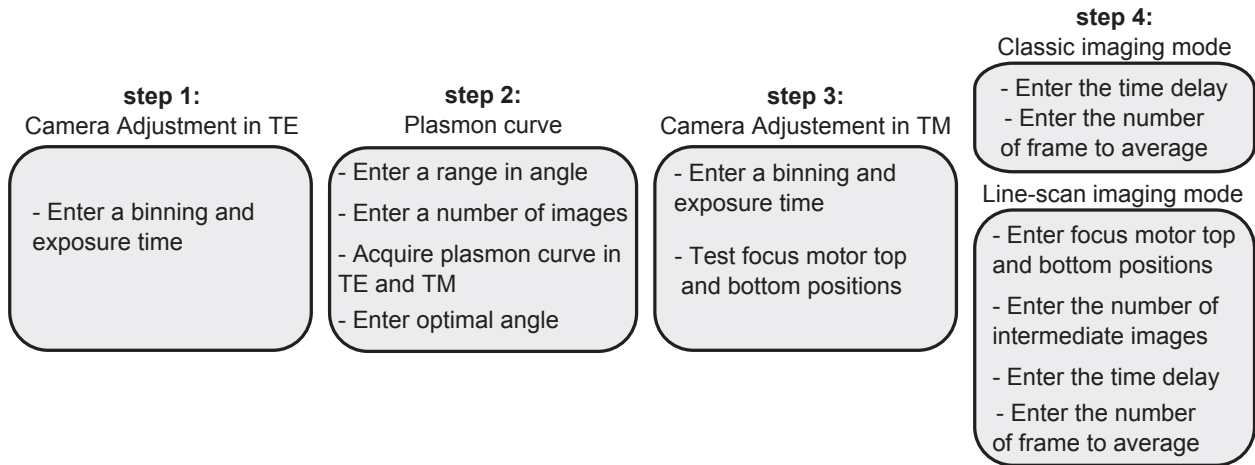 step 1:
Camera Adjustment in TE
- Enter a binning and
exposure time
step 2:
Plasmon curve
- Enter a range in angle
- Enter a number of images
- Acquire plasmon curve in
TE and TM
- Enter optimal angle
step 3:
Camera Adjustement in TM
- Enter a binning and
exposure time
- Test focus motor top
and bottom positions
step 4:
Classic imaging mode
- Enter the time delay
- Enter the number
of frame to average
Line-scan imaging mode
- Enter focus motor top
and bottom positions
- Enter the number of
intermediate images
- Enter the time delay
- Enter the number
of frame to average